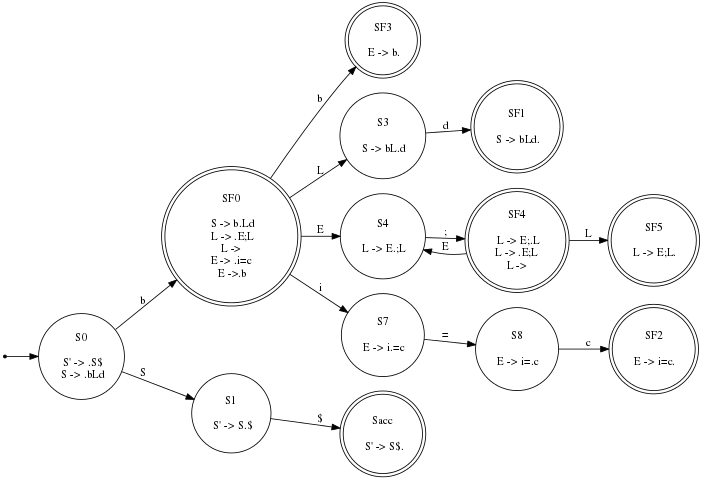 SF3
E -> b.
b
S3
S -> bL.d
d
SF1
S -> bLd.
L
SF0
S -> b.Ld
L -> .E;L
L ->
E -> .i=c
E ->.b
E
S4
L -> E.;L
;
E
SF4
L -> E;.L
L -> .E;L
L ->
L
SF5
L -> E;L.
i
S7
E -> i.=c
=
S8
E -> i=.c
c
SF2
E -> i=c.
b
S0
S' -> .S$
S -> .bLd
S
S1
S' -> S.$
$
Sacc
S' -> S$.